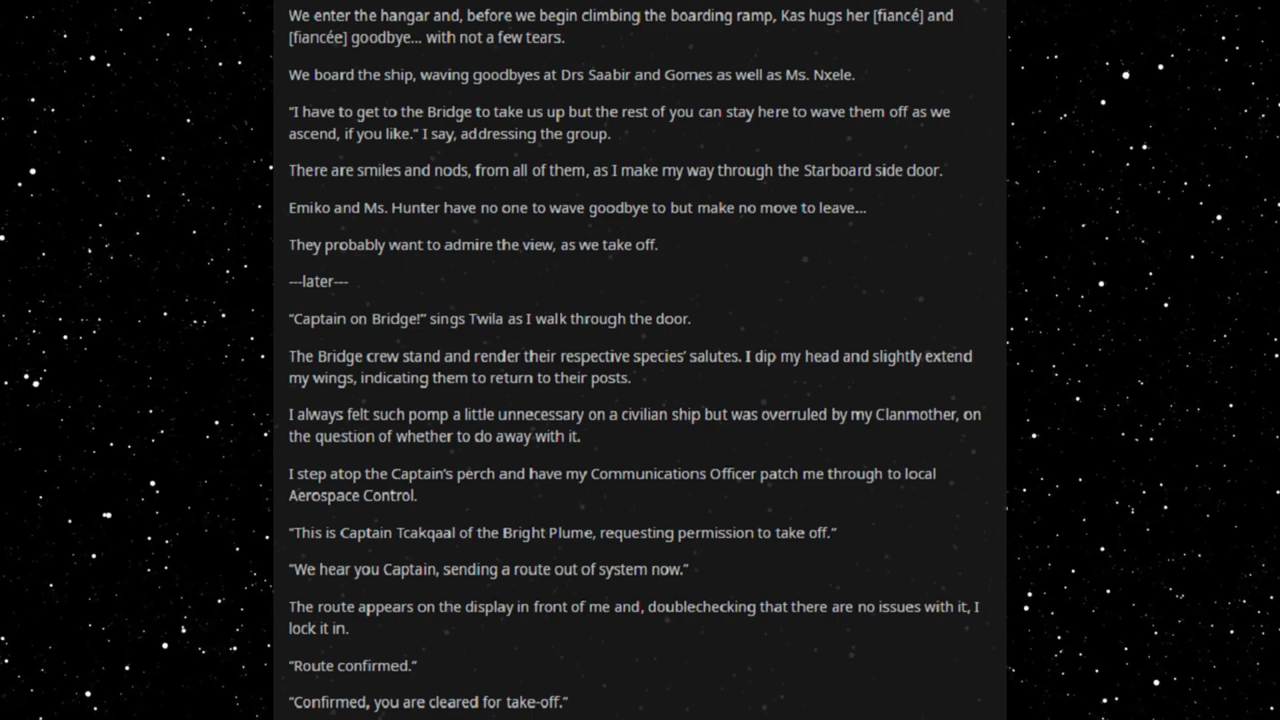 We enter the hangar and, before we begin climbing the boarding ramp, Kas hugs her [fiancé] and
[fiancée] goodbye... with not a few tears.
We board the ship, waving goodbyes at Drs Saabir and Gomes as well as Ms. Nxele.
“I have to get to the Bridge to take us up but the rest of you can stay here to wave them off as we
ascend, if you like.” I say, addressing the group.
There are smiles and nods, from all of them, as I make my way through the Starboard side door.
Emiko and Ms. Hunter have no one to wave goodbye to but make no move to leave...
They probably want to admire the view, as we take off.
---later---
“Captain on Bridge!” sings Twila as I walk through the door.
The Bridge crew stand and render their respective species’ salutes. I dip my head and slightly extend
my wings, indicating them to return to their posts.
I always felt such pomp a little unnecessary on a civilian ship but was overruled by my Clanmother, on
the question of whether to do away with it.
I step atop the Captain’s perch and have my Communications Officer patch me through to local
Aerospace Control.
“This is Captain Tcakqaal of the Bright Plume, requesting permission to take off.”
“We hear you Captain, sending a route out of system now.”
The route appears on the display in front of me and, doublechecking that there are no issues with it, I
lock it in.
“Route confirmed.”
“Confirmed, you are cleared for take-off.”